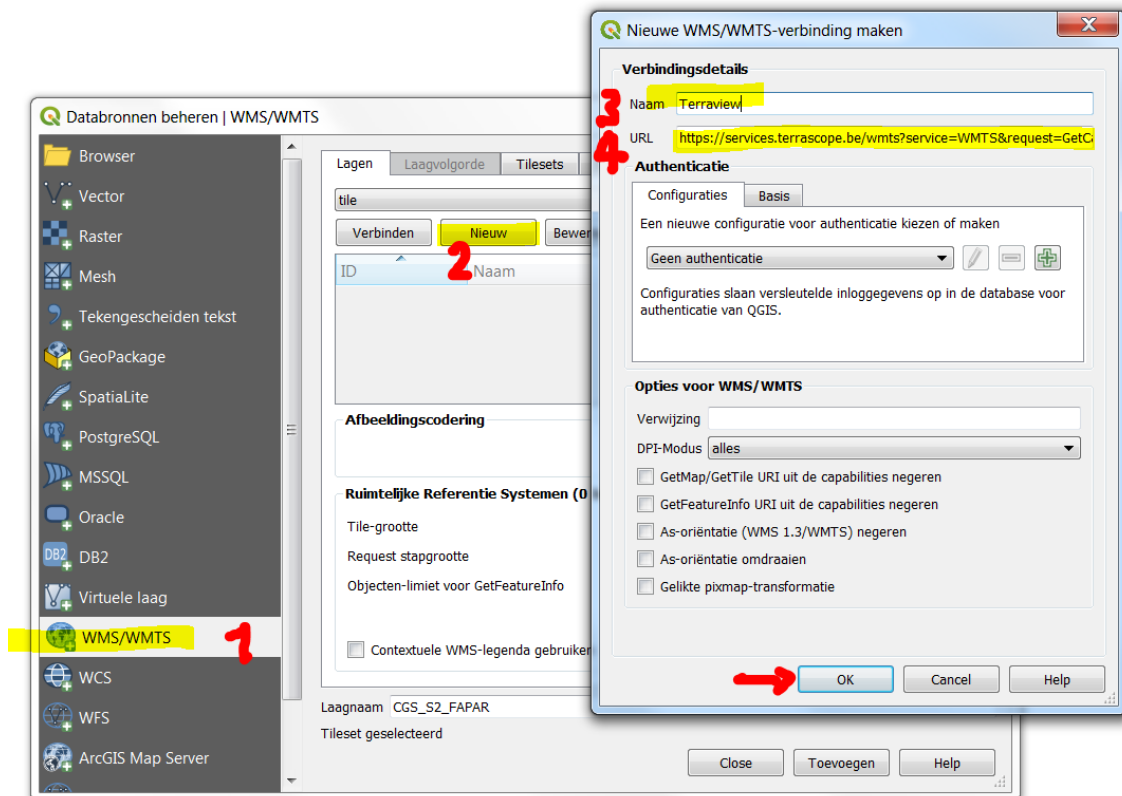 Databronnen beheren | WMS/WMTS
Browser
Vector
Raster
Mesh
Tekengescheiden tekst
GeoPackage
SpatiaLite
PostgreSQL
MSSQL
Oracle
DB2
DB2
Virtuele laag
WMS/WMTS
1
WCS
WFS
ArcGIS Map Server
Lagen
Laagvolgorde
Tilesets
tile
Verbinden
Nieuw
2
ID
Naam
Afbeeldingscodering
Ruimtelijke Referentie Systemen (0
Tile-grootte
Request stapgrootte
Objecten-limiet voor GetFeatureInfo
Contextuele WMS-legenda gebruiken
Laagnaam CGS_S2_FAPAR
Tileset geselecteerd
Close Toevoegen Help
Nieuwe WMS/WMTS-verbinding maken
Verbindingsdetails
3 Naam Terraview
4 URL https://services.terrascope.be/wmts?service=WMTS&request=GetCa
Authenticatie
Configuraties Basis
Een nieuwe configuratie voor authenticatie kiezen of maken
Geen authenticatie
Configuraties slaan versleutelde inloggegevens op in de database voor
authenticatie van QGIS.
Opties voor WMS/WMTS
Verwijzing
DPI-Modus alles
GetMap/GetTile URI uit de capabilities negeren
GetFeatureInfo URI uit de capabilities negeren
As-oriëntatie (WMS 1.3/WMTS) negeren
As-oriëntatie omdraaien
Gelikte pixmap-transformatie
OK Cancel Help